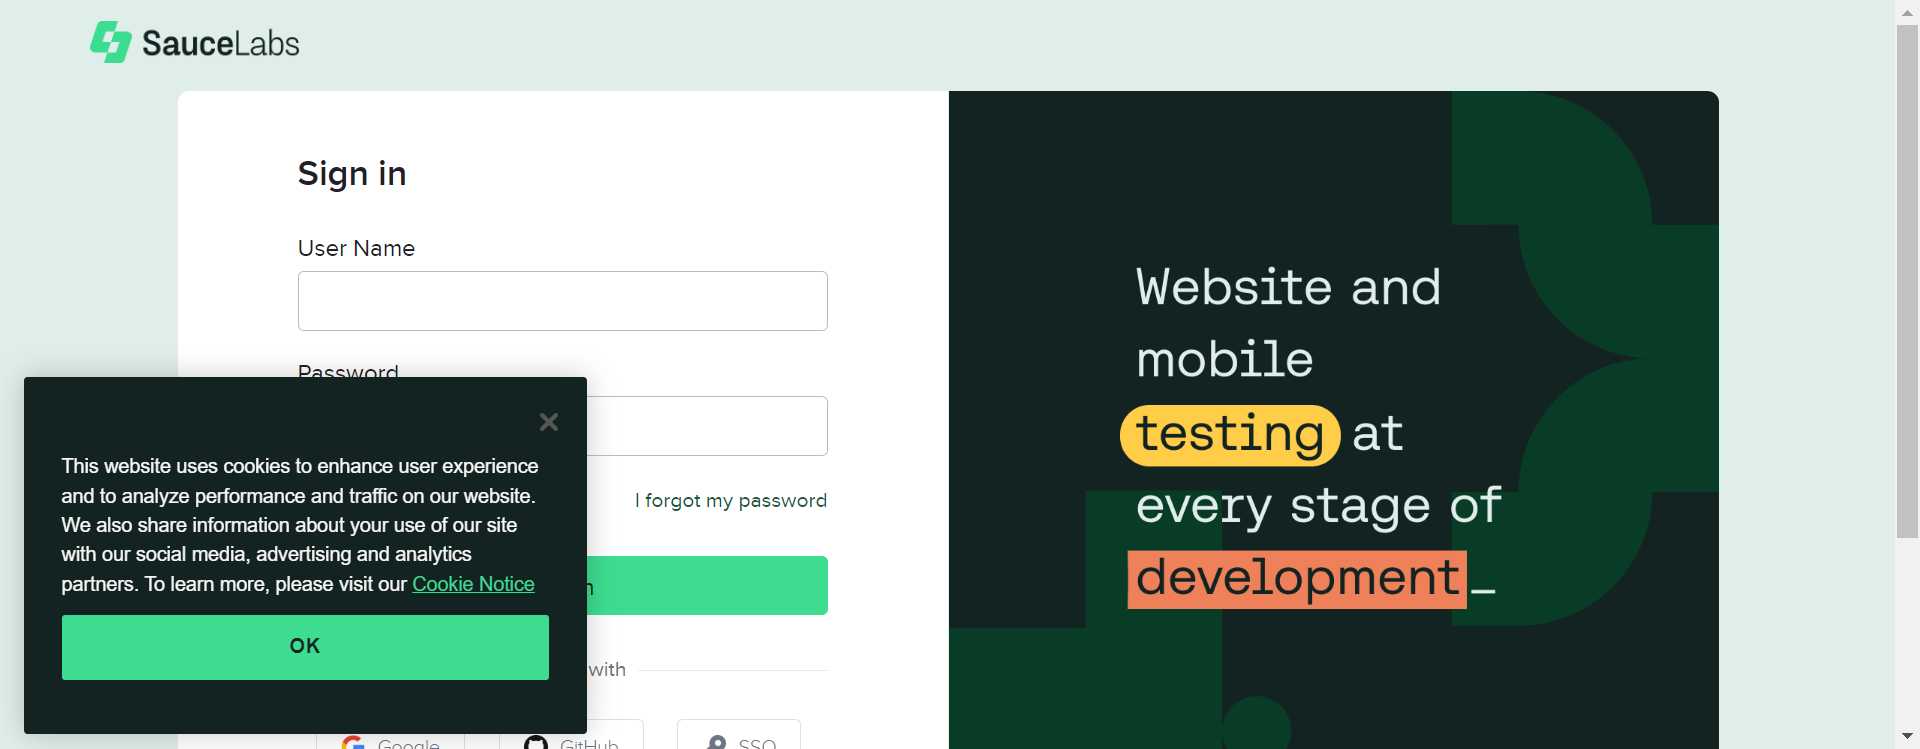 SauceLabs
Sign in
User Name
Password
I forgot my password
with
Google
GitHub
SSO
This website uses cookies to enhance user experience
and to analyze performance and traffic on our website.
We also share information about your use of our site
with our social media, advertising and analytics
partners. To learn more, please visit our Cookie Notice
OK
Website and
mobile
testing at
every stage of
development_